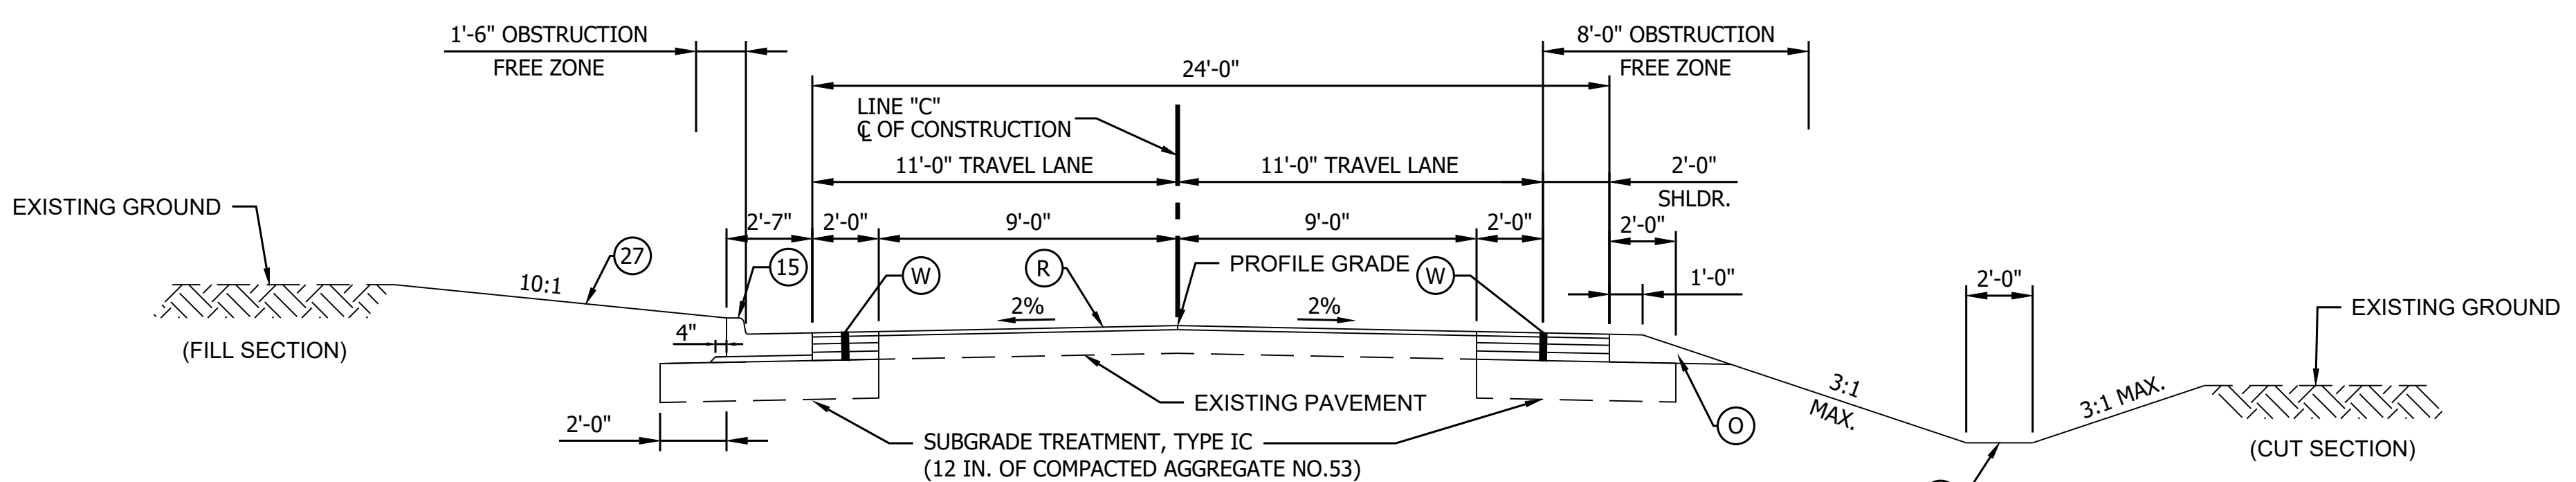 1'-6" OBSTRUCTION
FREE ZONE
8'-0" OBSTRUCTION
FREE ZONE
24'-0"
LINE "C"
℄ OF CONSTRUCTION
11'-0" TRAVEL LANE
11'-0" TRAVEL LANE
2'-0"
SHLDR.
EXISTING GROUND
2'-7"
2'-0"
9'-0"
9'-0"
2'-0"
2'-0"
27
15
W
R
PROFILE GRADE
W
1'-0"
2'-0"
10:1
2%
2%
EXISTING GROUND
4"
(FILL SECTION)
3:1
MAX.
3:1 MAX.
EXISTING PAVEMENT
O
2'-0"
SUBGRADE TREATMENT, TYPE IC
(12 IN. OF COMPACTED AGGREGATE NO.53)
(CUT SECTION)